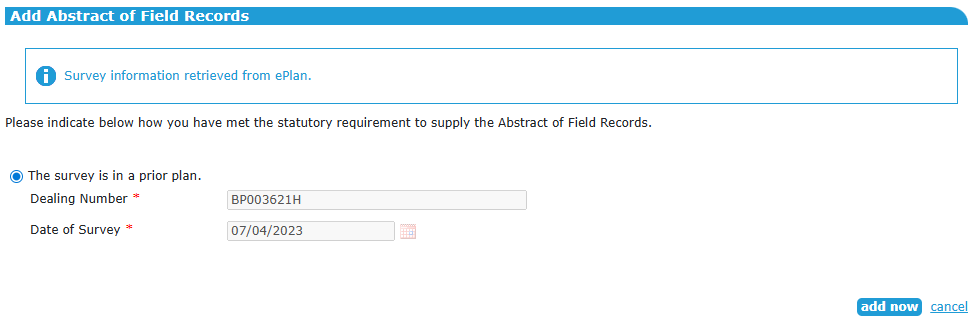 Add Abstract of Field Records
Survey information retrieved from ePlan.
Please indicate below how you have met the statutory requirement to supply the Abstract of Field Records.
The survey is in a prior plan.
Dealing Number * BP003621H
Date of Survey * 07/04/2023
add now cancel